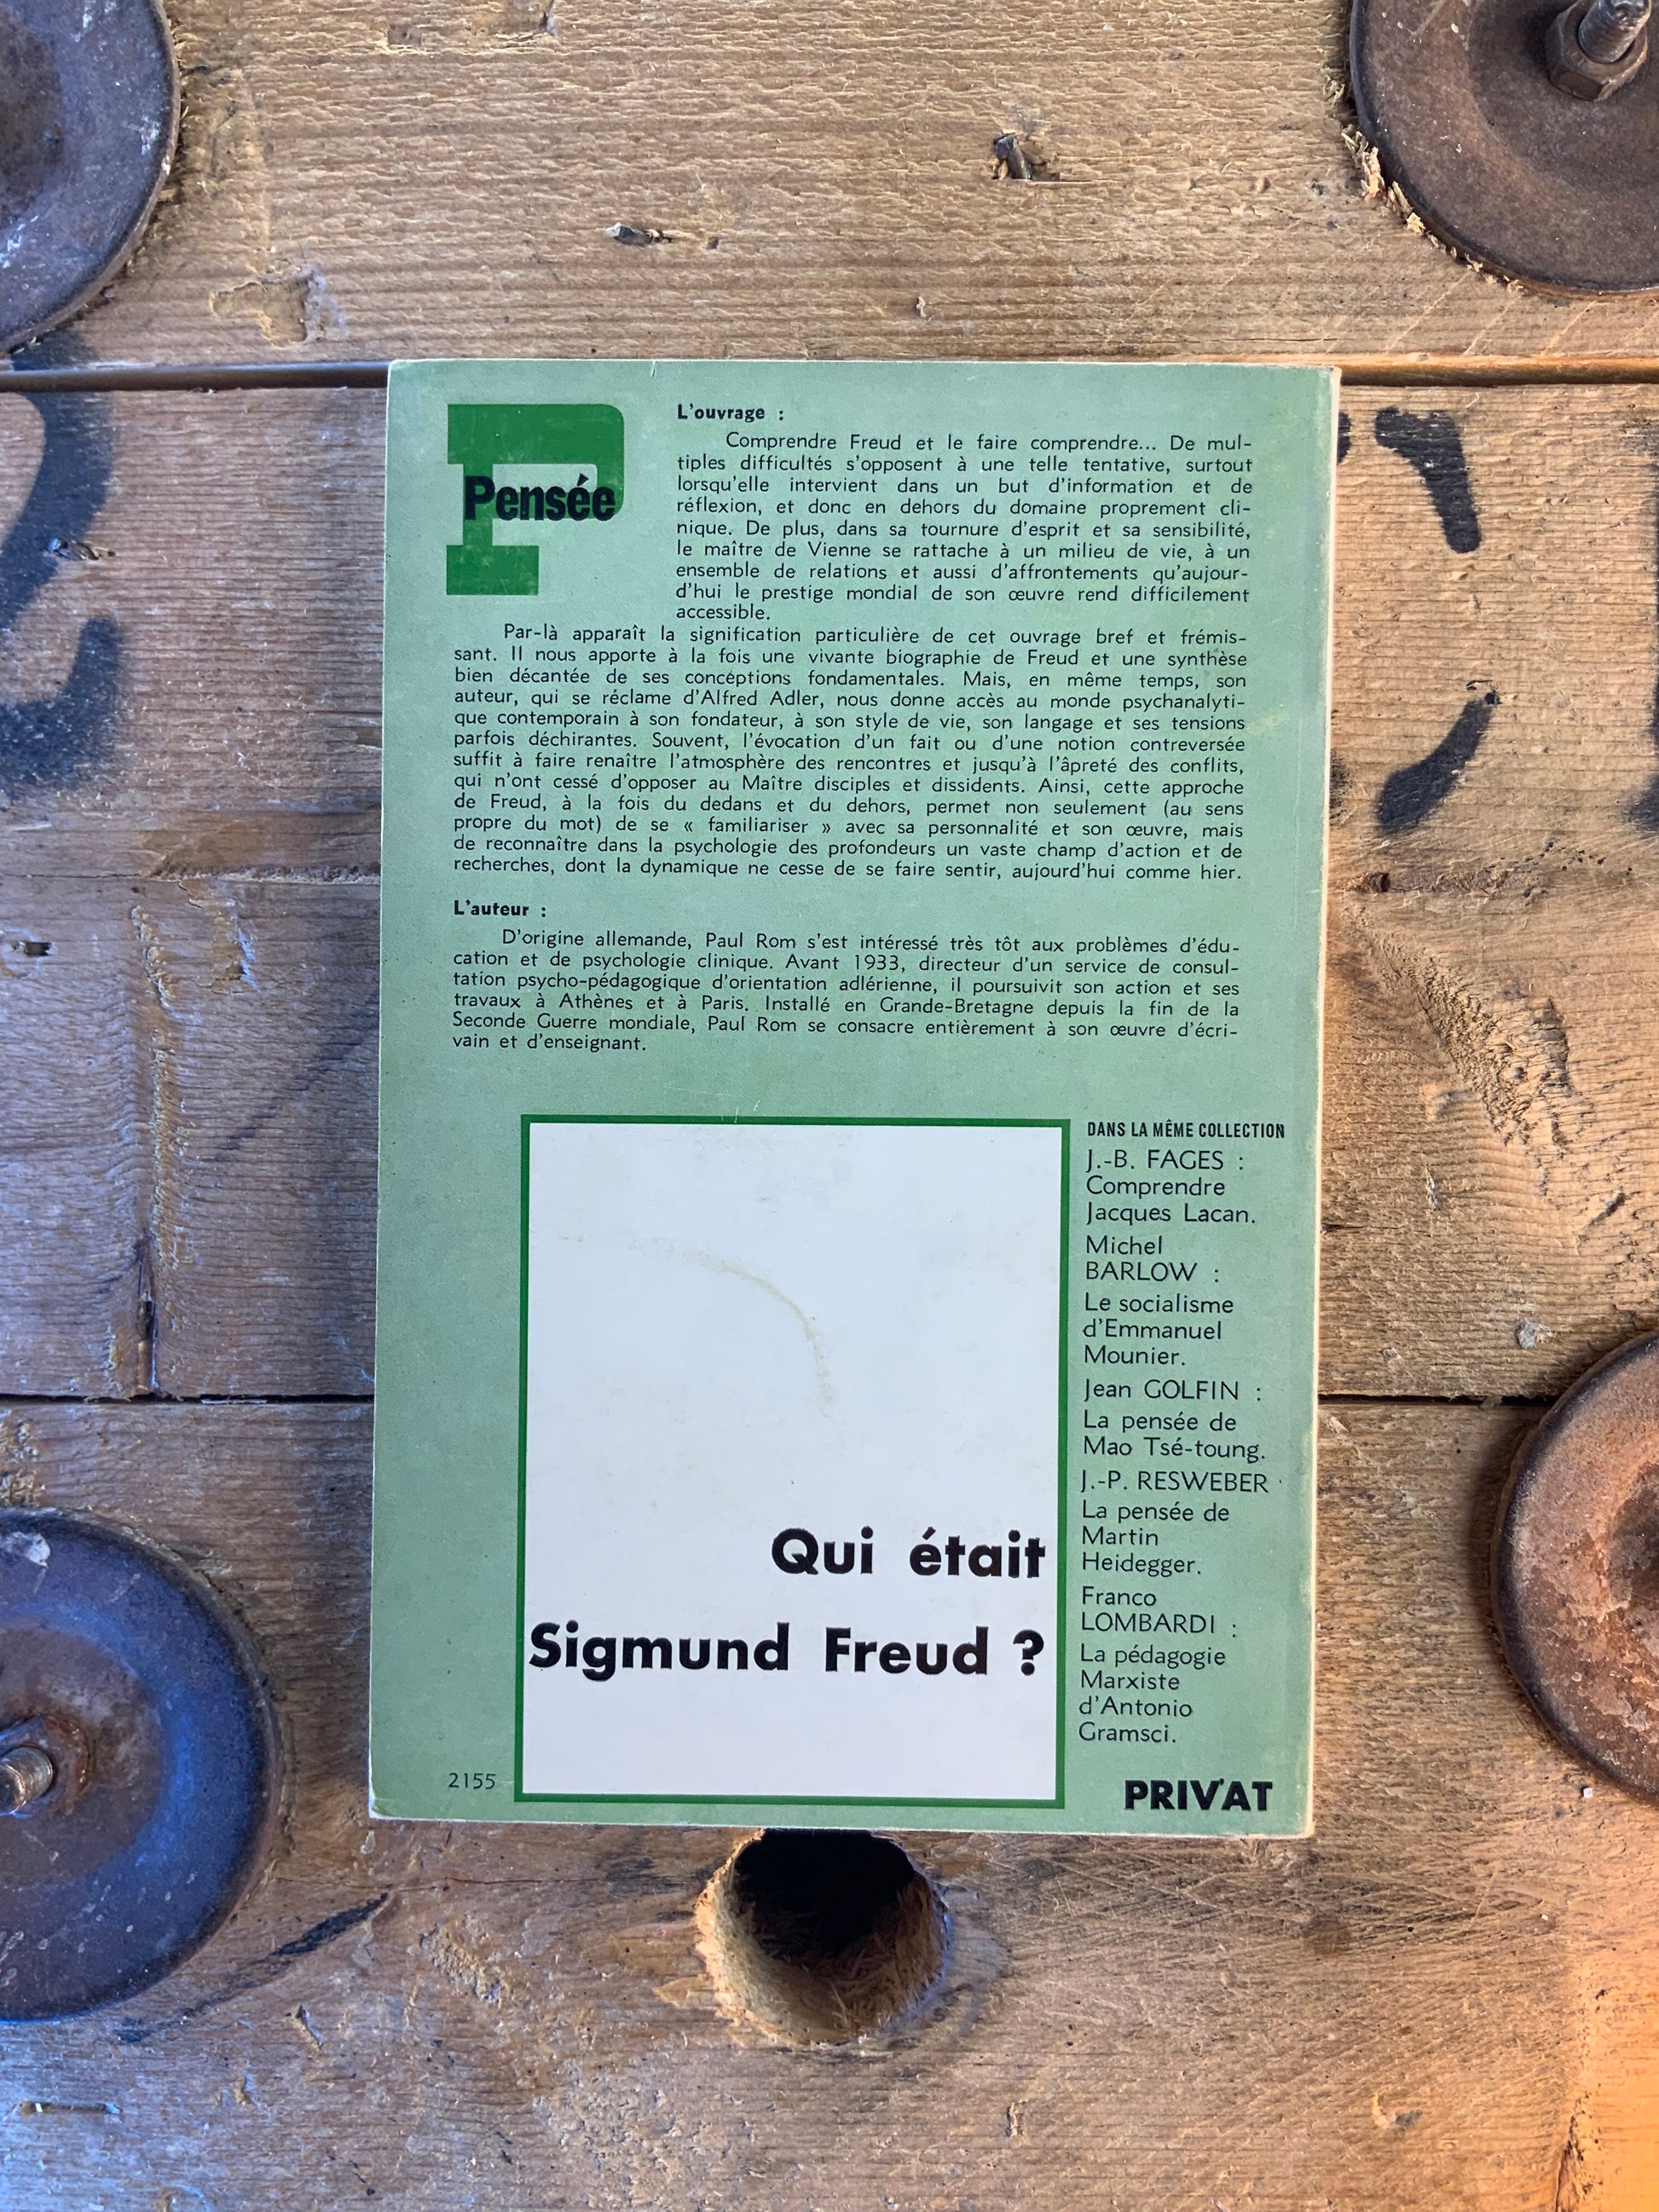 Pensée
L'ouvrage :
Comprendre Freud et le faire comprendre... De mul-
tiples difficultés s'opposent à une telle tentative, surtout
lorsqu'elle intervient dans un but d'information et de
réflexion, et donc en dehors du domaine proprement cli-
nique. De plus, dans sa tournure d'esprit et sa sensibilité,
le maître de Vienne se rattache à un milieu de vie, à un
ensemble de relations et aussi d'affrontements qu'aujour-
d'hui le prestige mondial de son œuvre rend difficilement
accessible.
Par-là apparaît la signification particulière de cet ouvrage bref et frémis-
sant. Il nous apporte à la fois une vivante biographie de Freud et une synthèse
bien décantée de ses conceptions fondamentales. Mais, en même temps, son
auteur, qui se réclame d'Alfred Adler, nous donne accès au monde psychanalyti-
que contemporain à son fondateur, à son style de vie, son langage et ses tensions
parfois déchirantes. Souvent, l'évocation d'un fait ou d'une notion contreversée
suffit à faire renaître l'atmosphère des rencontres et jusqu'à l'âpreté des conflits,
qui n'ont cessé d'opposer au Maître disciples et dissidents. Ainsi, cette approche
de Freud, à la fois du dedans et du dehors, permet non seulement (au sens
propre du mot) de se « familiariser » avec sa personnalité et son œuvre, mais
de reconnaître dans la psychologie des profondeurs un vaste champ d'action et de
recherches, dont la dynamique ne cesse de se faire sentir, aujourd'hui comme hier.
L'auteur :
D'origine allemande, Paul Rom s'est intéressé très tôt aux problèmes d'édu-
cation et de psychologie clinique. Avant 1933, directeur d'un service de consul-
tation psycho-pédagogique d'orientation adlérienne, il poursuivit son action et ses
travaux à Athènes et à Paris. Installé en Grande-Bretagne depuis la fin de la
Seconde Guerre mondiale, Paul Rom se consacre entièrement à son œuvre d'écri-
vain et d'enseignant.
Qui était
Sigmund Freud ?
DANS LA MÊME COLLECTION
J.-B. FAGES :
Comprendre
Jacques Lacan.
Michel
BARLOW :
Le socialisme
d'Emmanuel
Mounier.
Jean GOLFIN :
La pensée de
Mao Tsé-toung.
J.-P. RESWEBER
La pensée de
Martin
Heidegger.
Franco
LOMBARDI :
La pédagogie
Marxiste
d'Antonio
Gramsci.
2155
PRIVAT